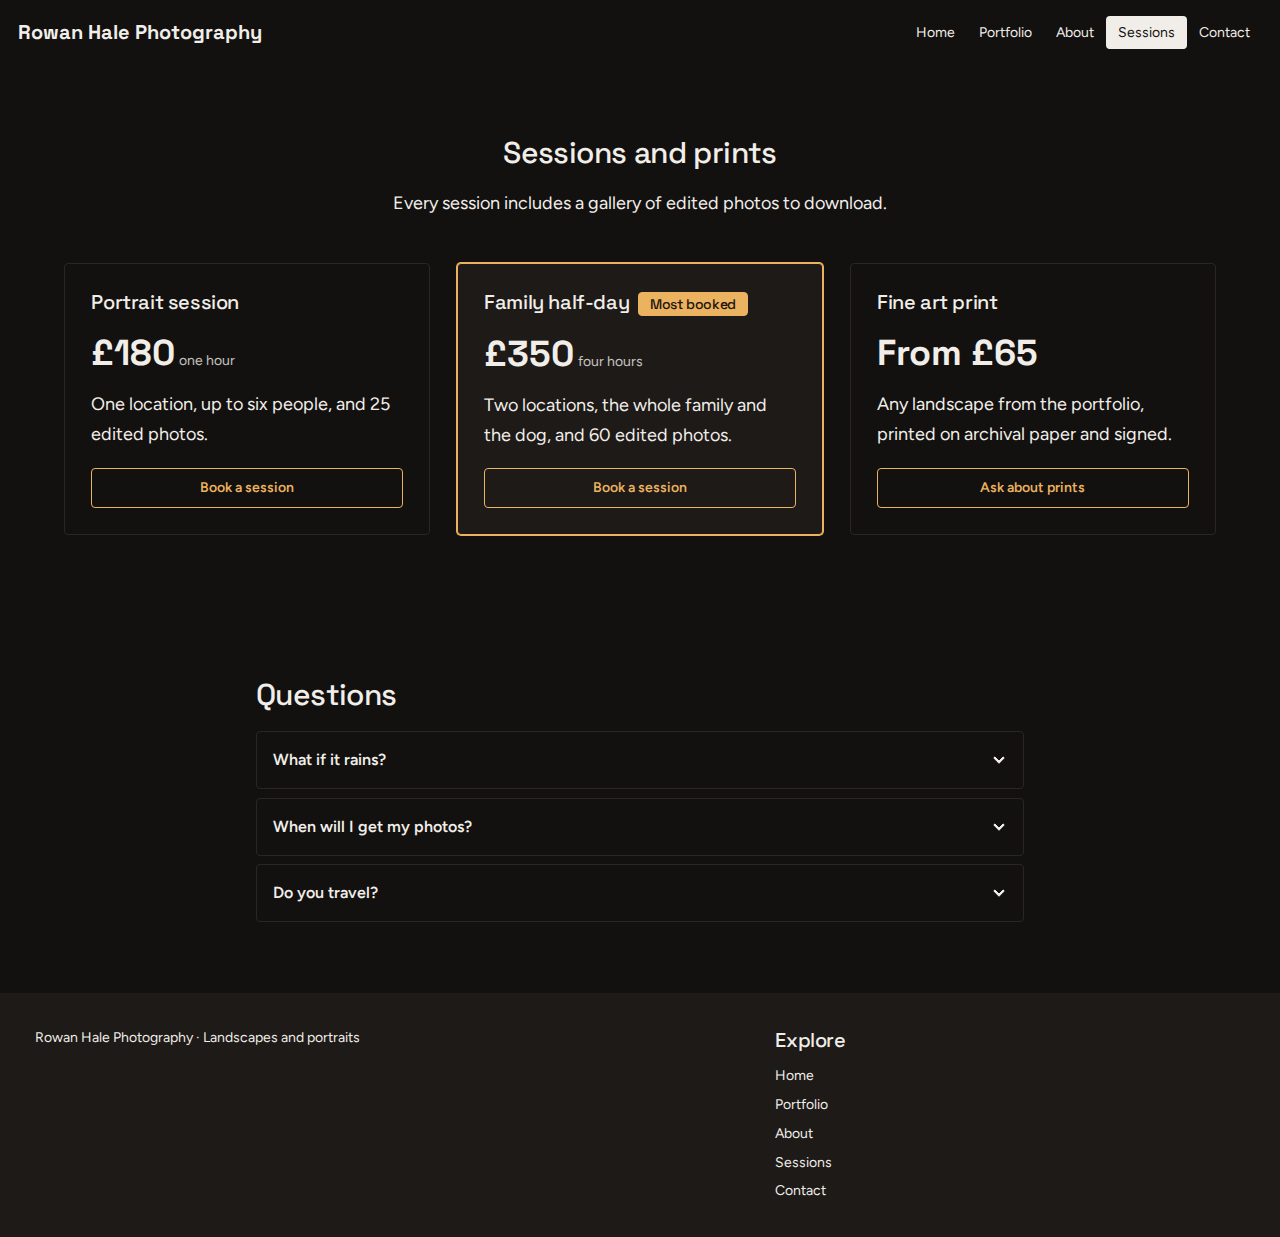 Rowan Hale Photography
Home Portfolio About Sessions Contact
Sessions and prints
Every session includes a gallery of edited photos to download.
Portrait session
£180 one hour
One location, up to six people, and 25
edited photos.
Book a session
Family half-day Most booked
£350 four hours
Two locations, the whole family and
the dog, and 60 edited photos.
Book a session
Fine art print
From £65
Any landscape from the portfolio,
printed on archival paper and signed.
Ask about prints
Questions
What if it rains?
When will I get my photos?
Do you travel?
Rowan Hale Photography · Landscapes and portraits
Explore
Home
Portfolio
About
Sessions
Contact